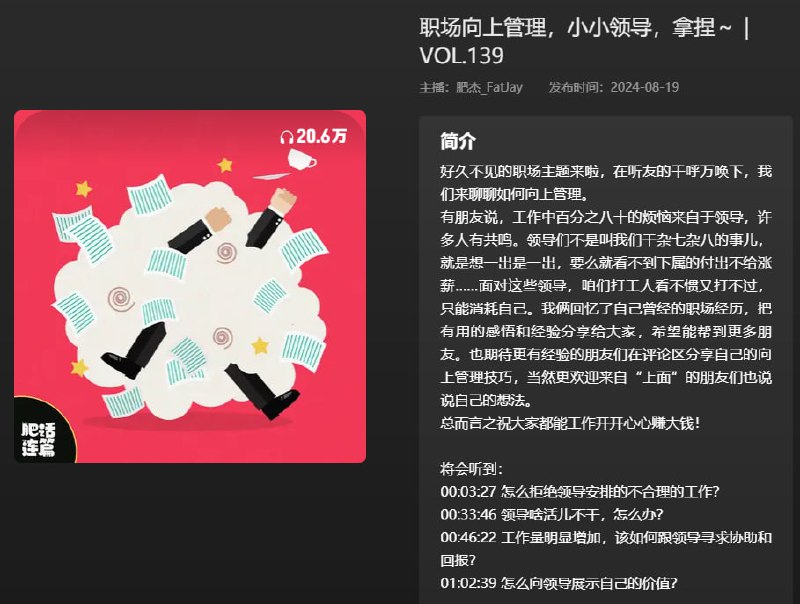 职场向上管理，小小领导，拿捏～｜
VOL.139
主播：肥杰_FatJay 发布时间：2024-08-19
20.6万
肥话
连篇
简介
好久不见的职场主题来啦，在听友的千呼万唤下，我
们来聊聊如何向上管理。
有朋友说，工作中百分之八十的烦恼来自于领导，许
多人有共鸣。领导们不是叫我们干杂七杂八的事儿，
就是想一出是一出，要么就看不到下属的付出不给涨
薪……面对这些领导，咱们打工人看不惯又打不过，
只能消耗自己。我俩回忆了自己曾经的职场经历，把
有用的感悟和经验分享给大家，希望能帮到更多朋
友。也期待更有经验的朋友们在评论区分享自己的向
上管理技巧，当然更欢迎来自“上面”的朋友们也说
说自己的想法。
总而言之祝大家都能工作开开心心赚大钱！
将会听到：
00:03:27 怎么拒绝领导安排的不合理的工作？
00:33:46 领导啥活儿不干，怎么办？
00:46:22 工作量明显增加，该如何跟领导寻求协助和
回报？
01:02:39 怎么向领导展示自己的价值？